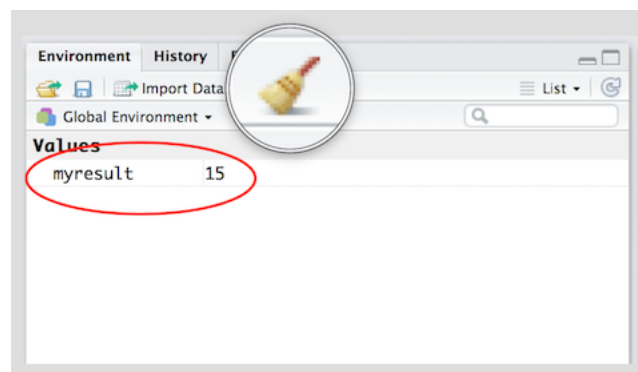 Environment History
Import Data
List
Global Environment
Values
myresult 15